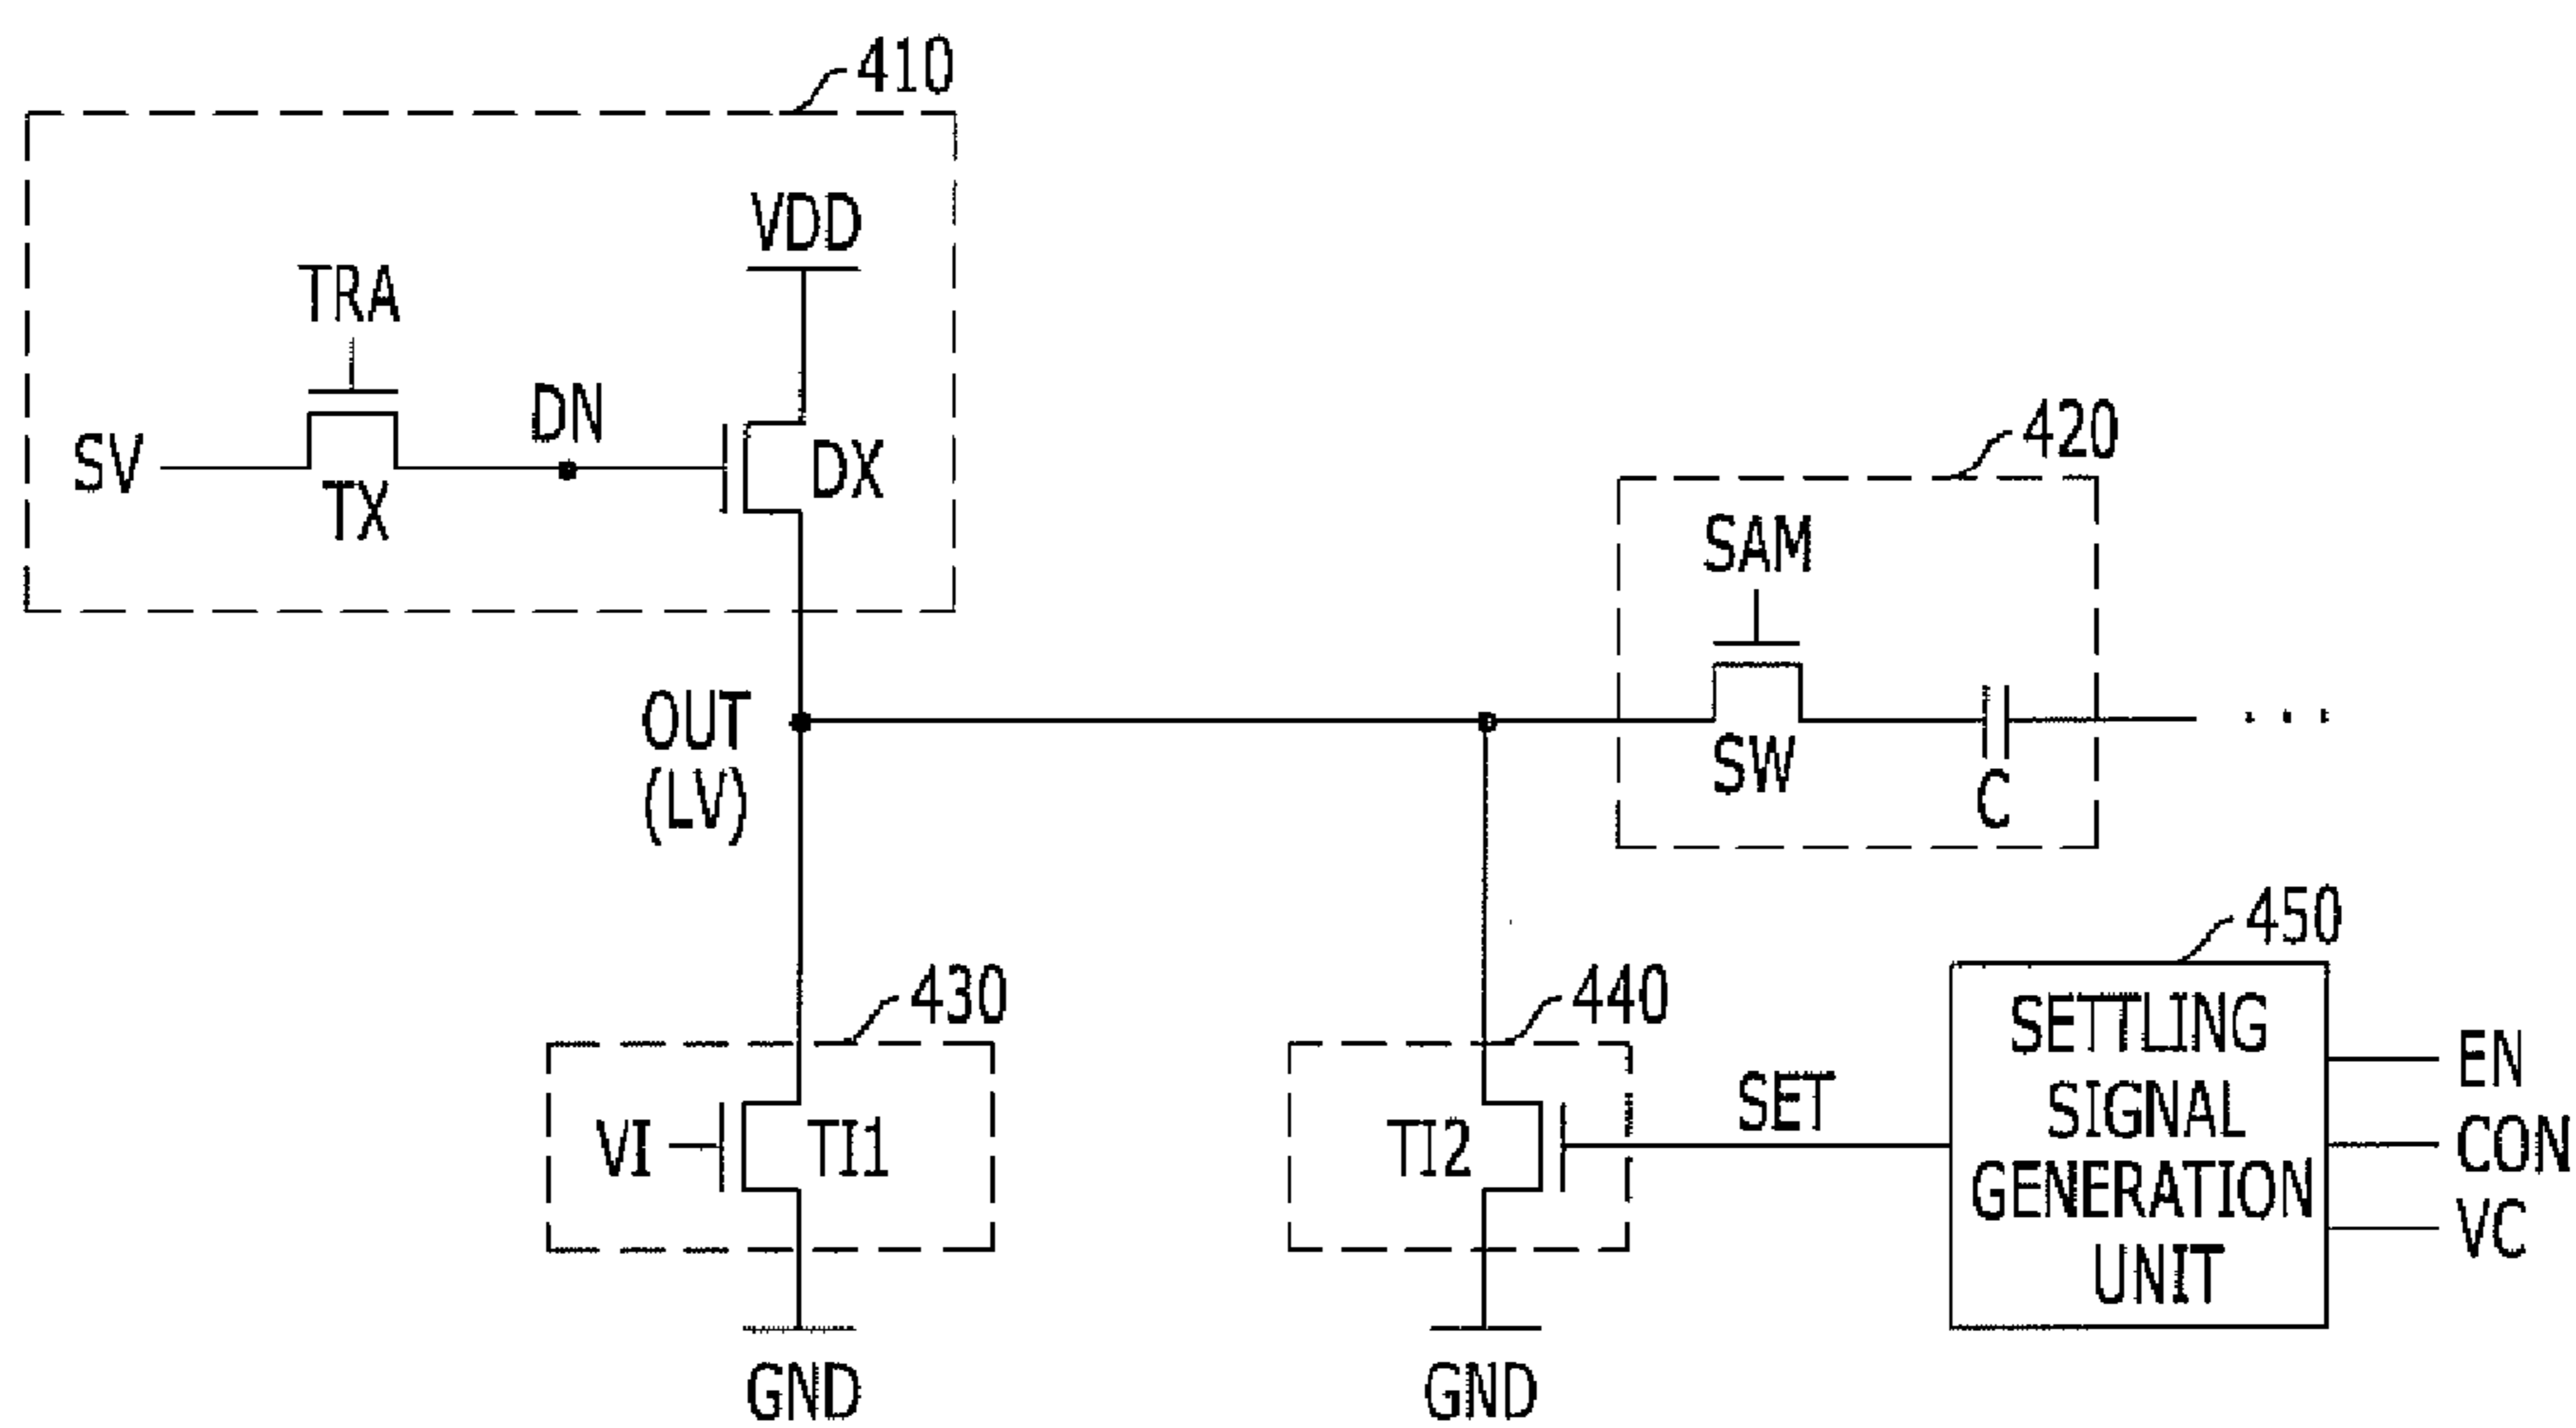 410
VDD
TRA
DN
SV
DX
TX
420
SAM
OUT
(LV)
SW
C
450
430
440
SETTLING
SIGNAL
GENERATION
UNIT
EN
CON
VC
SET
VI
TI1
TI2
GND
GND